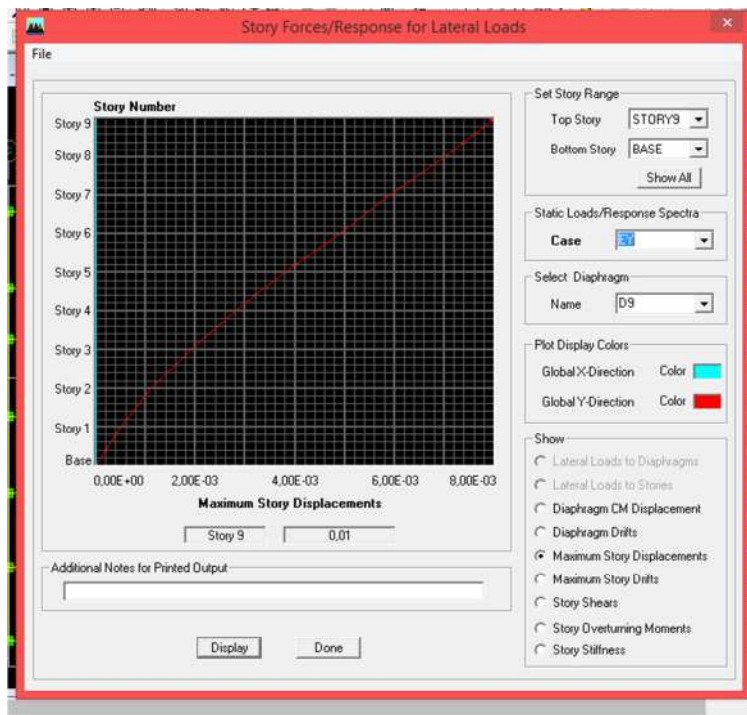 Story Forces/Response for Lateral Loads
File
Story Number
Story 9
Story 8
Story 7
Story 6
Story 5
Story 4
Story 3
Story 2
Story 1
Base
0,00E+00 2,00E-03 4,00E-03 6,00E-03 8,00E-03
Maximum Story Displacements
Story 9 0,01
Additional Notes for Printed Output
Display Done
Set Story Range
Top Story STORY9
Bottom Story BASE
Show All
Static Loads/Response Spectra
Case EY
Select Diaphragm
Name D9
Plot Display Colors
Global X-Direction Color
Global Y-Direction Color
Show
Lateral Loads to Diaphragms
Lateral Loads to Stories
Diaphragm CM Displacement
Diaphragm Drifts
Maximum Story Displacements
Maximum Story Drifts
Story Shears
Story Overturning Moments
Story Stiffness